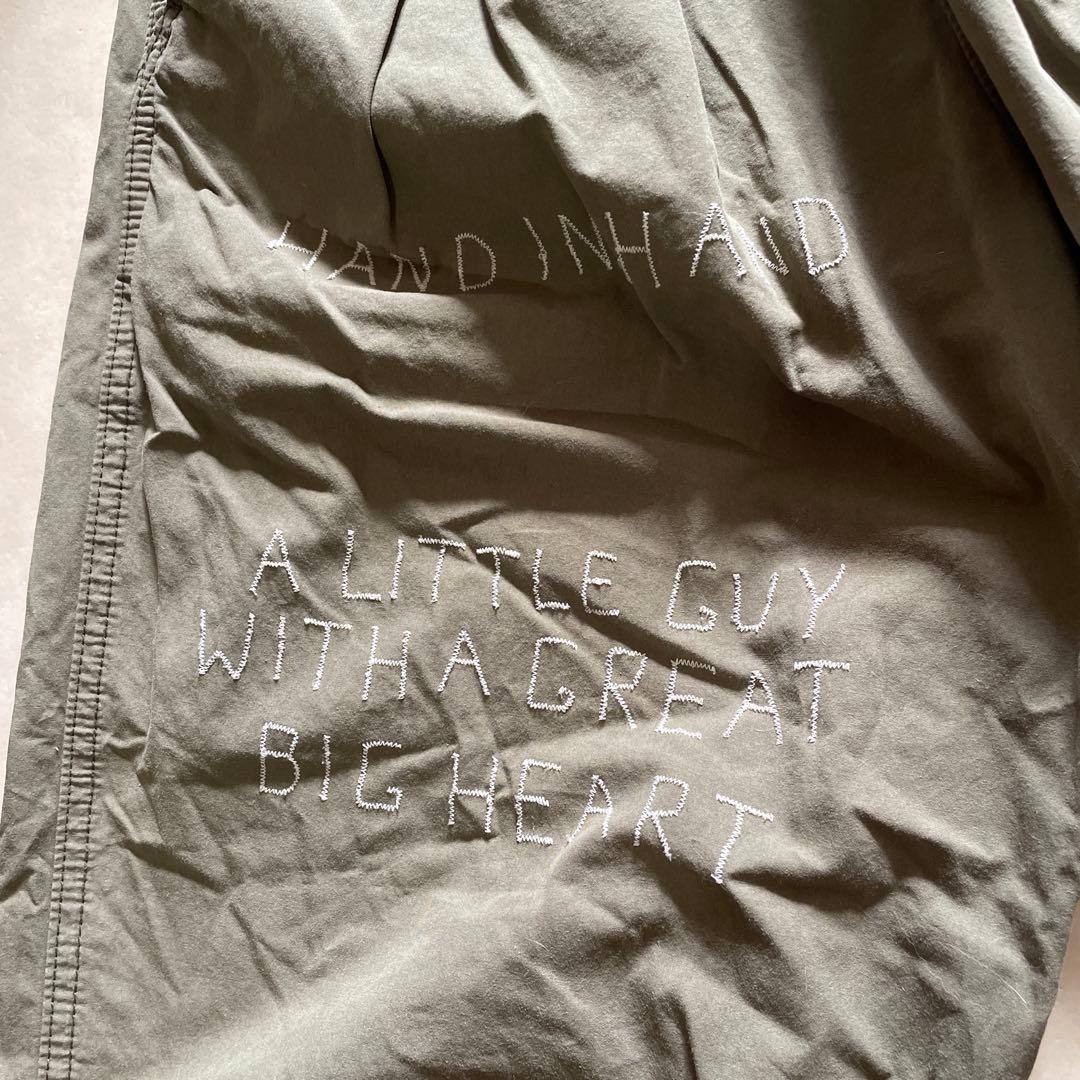 HAND IN HAND
A LITTLE GUY
WITH A GREAT
BIG HEART